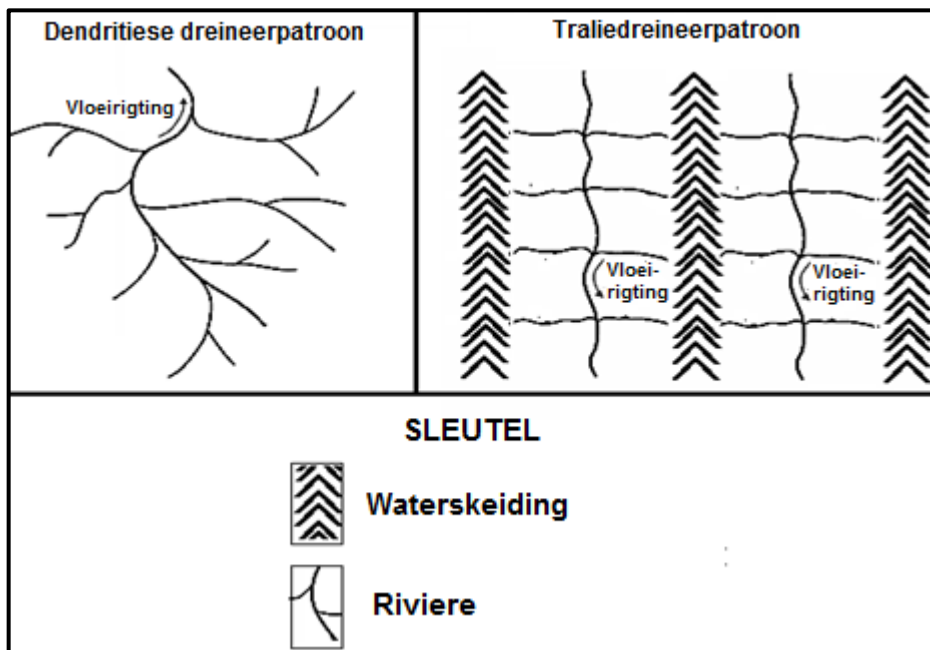 Dendritiese dreineerpatroon
Vloeirigting
Traliedreineerpatroon
Vloei-
rigting
Vloei-
rigting
SLEUTEL
Waterskeiding
Riviere